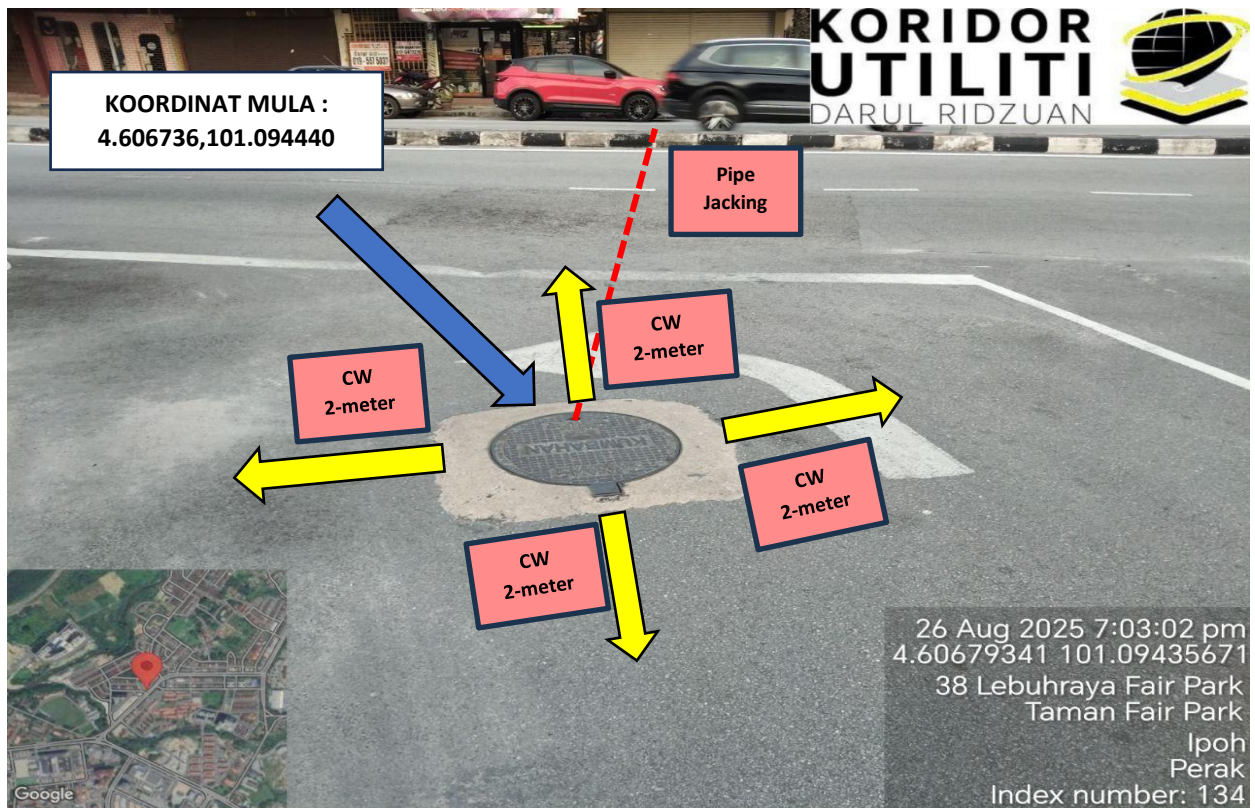 KORIDOR
UTILITI
DARUL RIDZUAN
KOORDINAT MULA :
4.606736,101.094440
Pipe
Jacking
CW
2-meter
CW
2-meter
CW
2-meter
CW
2-meter
KUMBAHAN
26 Aug 2025 7:03:02 pm
4.60679341 101.09435671
38 Lebuhraya Fair Park
Taman Fair Park
Ipoh
Perak
Index number: 134
Google